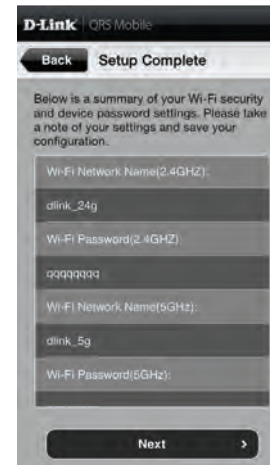 D-Link QRS Mobile
Back Setup Complete
Below is a summary of your Wi-Fi security
and device password settings. Please take
a note of your settings and save your
configuration.
Wi-Fi Network Name(2.4GHZ):
dlink_24g
Wi-Fi Password(2.4GHZ)
qqqqqqqq
Wi-Fi Network Name(5GHz):
dlink_5g
Wi-Fi Password(5GHz):
Next >